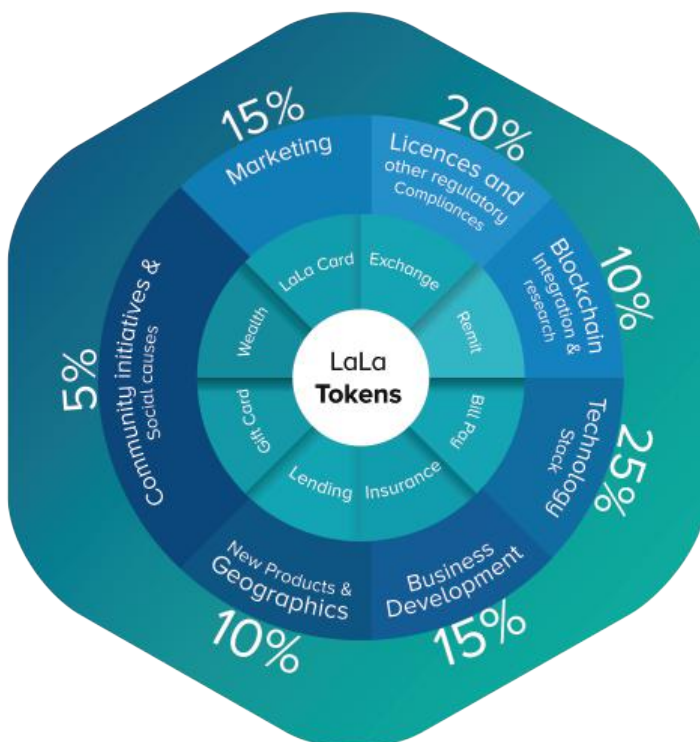 15%
Marketing
20%
Licences and
other regulatory
Compliances
10%
Blockchain
Integration &
research
25%
Technology
Stack
15%
Business
Development
10%
New Products &
Geographics
5%
Community initiatives &
Social causes
LaLa Card
Exchange
Remit
Bill Pay
Insurance
Lending
Gift Card
Wealth
LaLa
Tokens